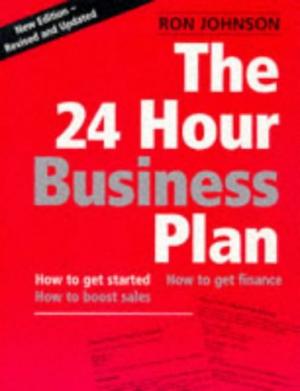 New Edition –
Revised and Updated
RON JOHNSON
The
24 Hour
Business
Plan
How to get started How to get finance
How to boost sales